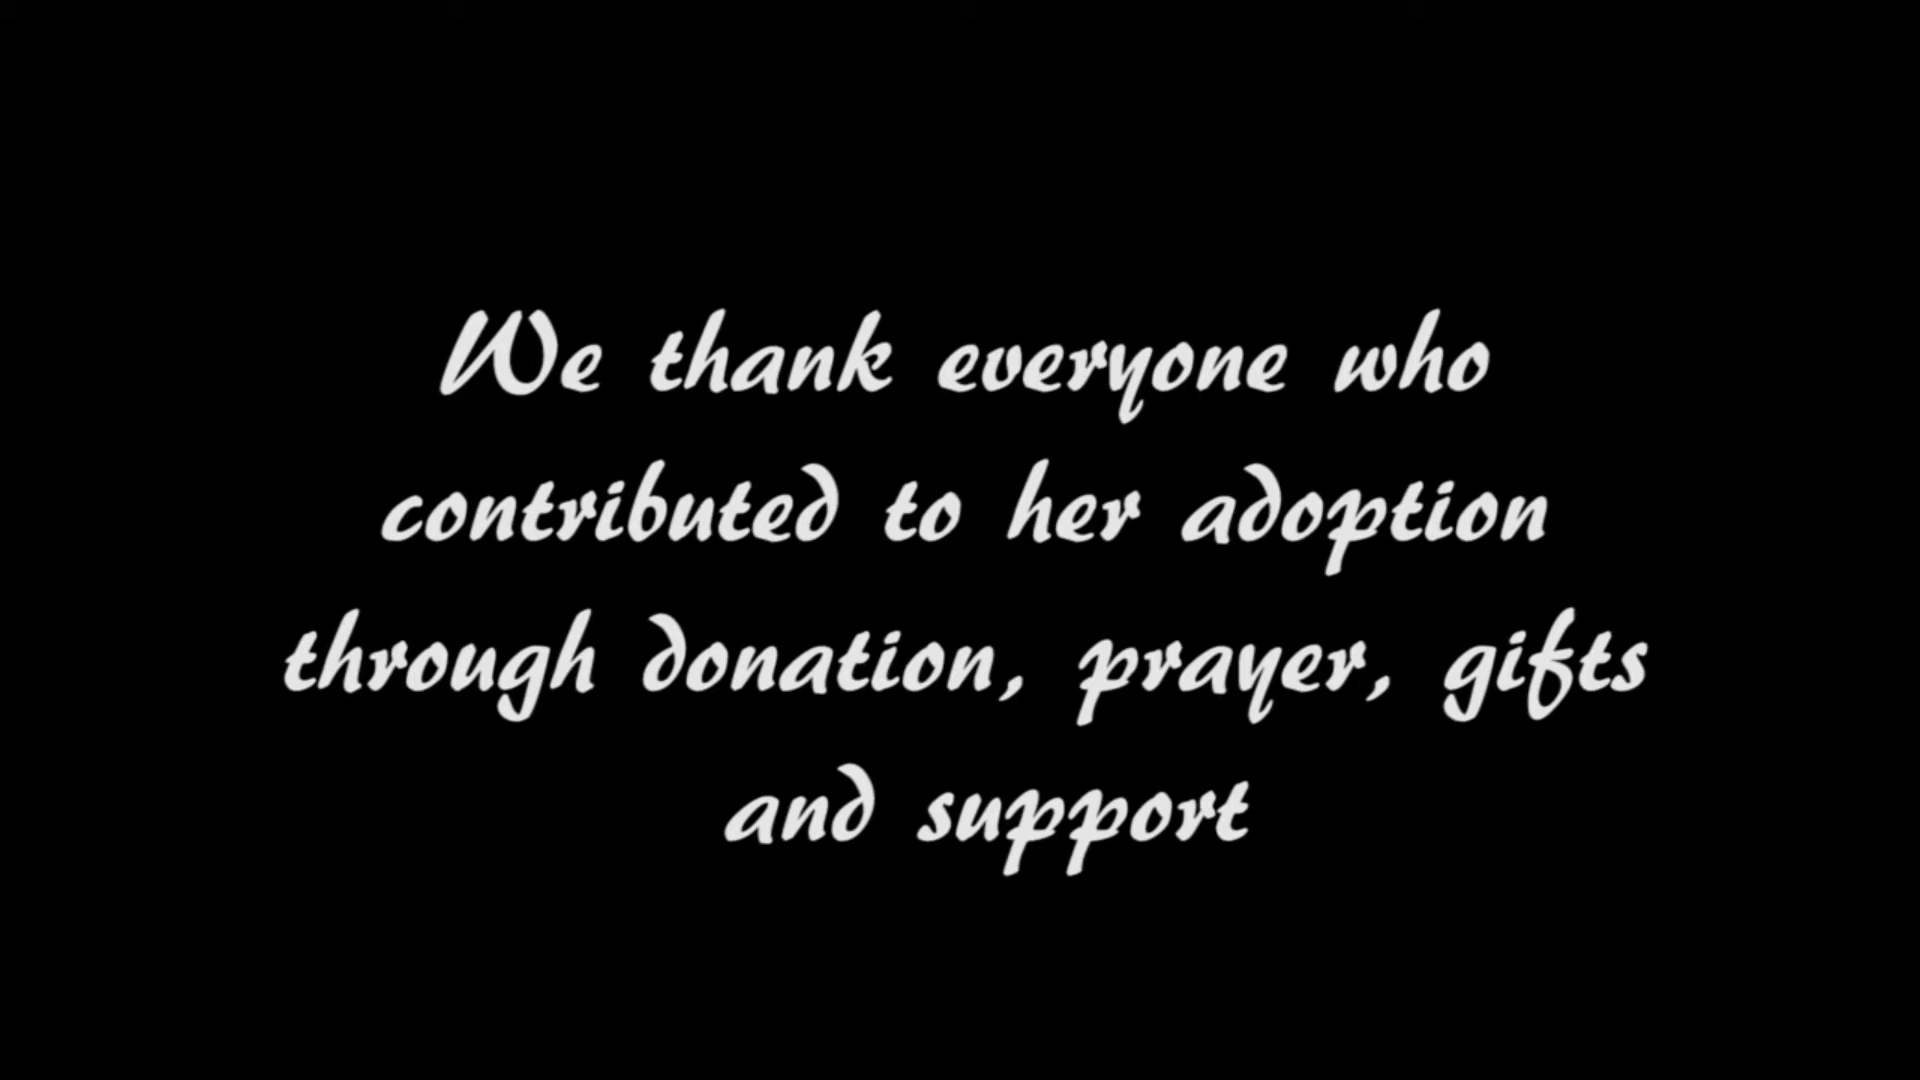 We thank everyone who
contributed to her adoption
through donation, prayer, gifts
and support